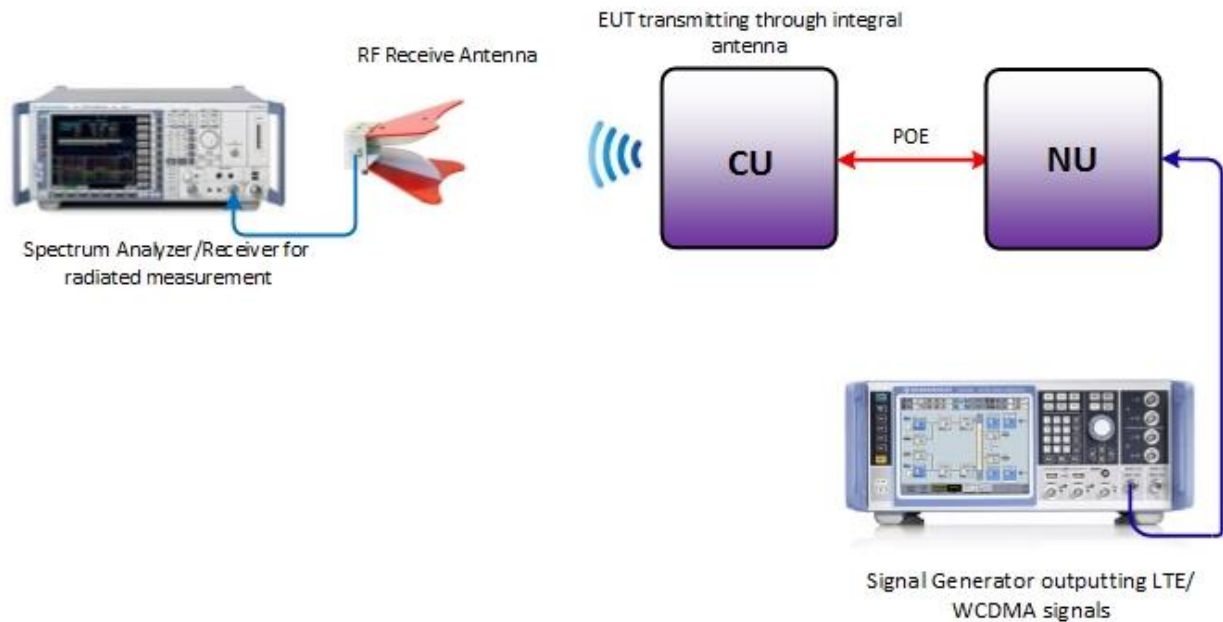 EUT transmitting through integral
antenna
RF Receive Antenna
CU
POE
NU
Spectrum Analyzer/Receiver for
radiated measurement
Signal Generator outputting LTE/
WCDMA signals